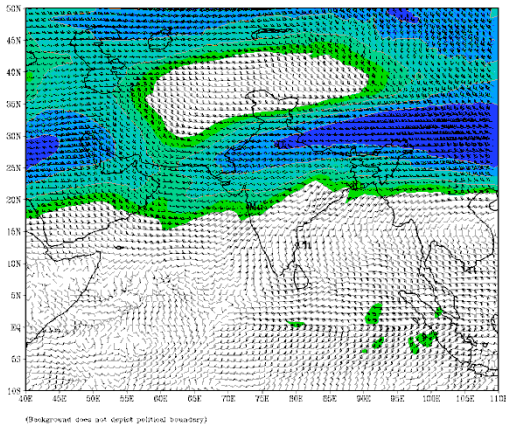 50N
45N
40N
35N
30N
25N
20N
15N
10N
5N
5S
10S
40E 45E 50E 55E 60E 65E 70E 75E 80E 85E 90E 95E 100E 105E 110E
(Background does not depict political boundary)